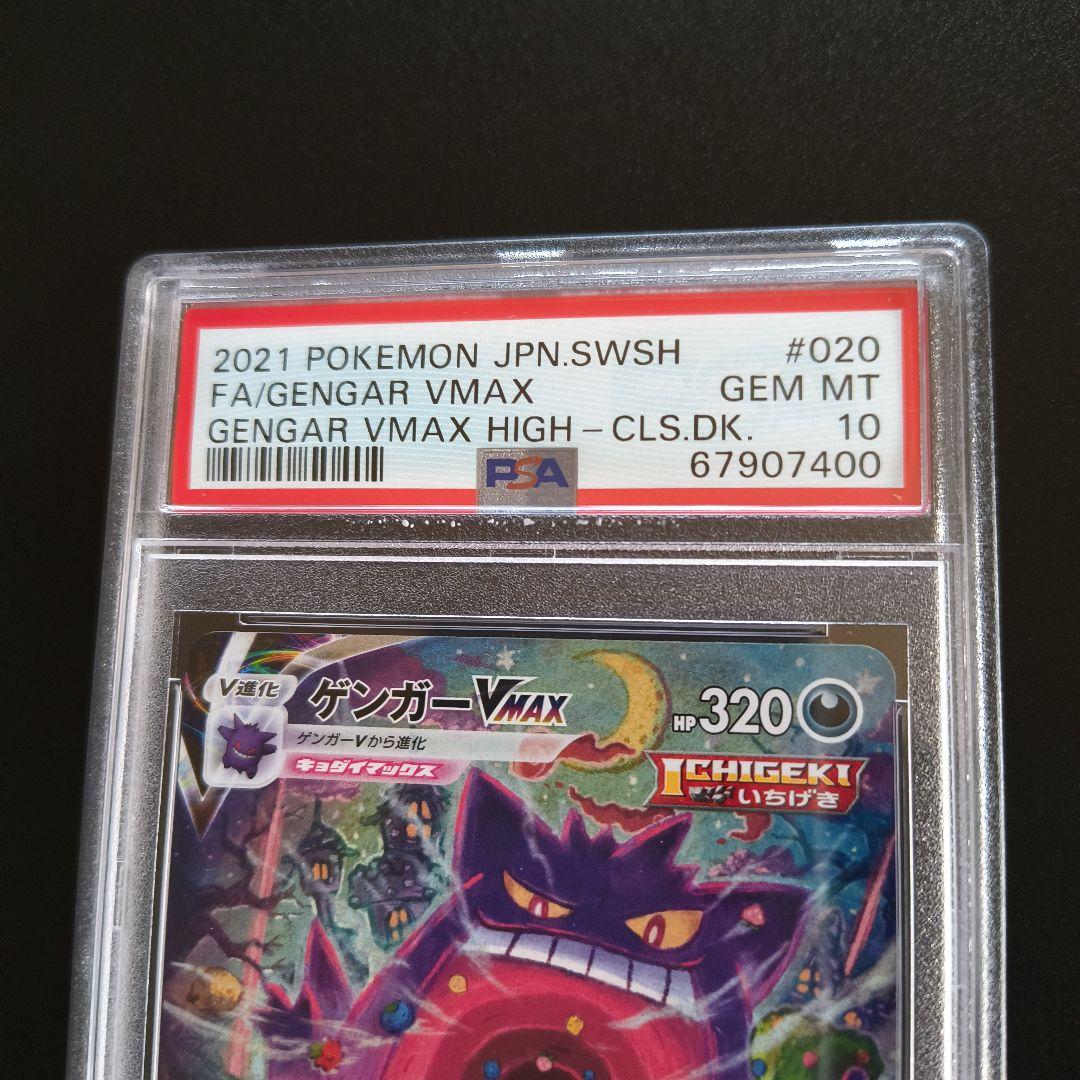 2021 POKEMON JPN.SWSH #020
FA/GENGAR VMAX GEM MT
GENGAR VMAX HIGH-CLS.DK. 10
PSA 67907400
V進化
ゲンガーVMAX
HP320
ゲンガーVから進化
キョダイマックス
ICHIGEKI
いちげき